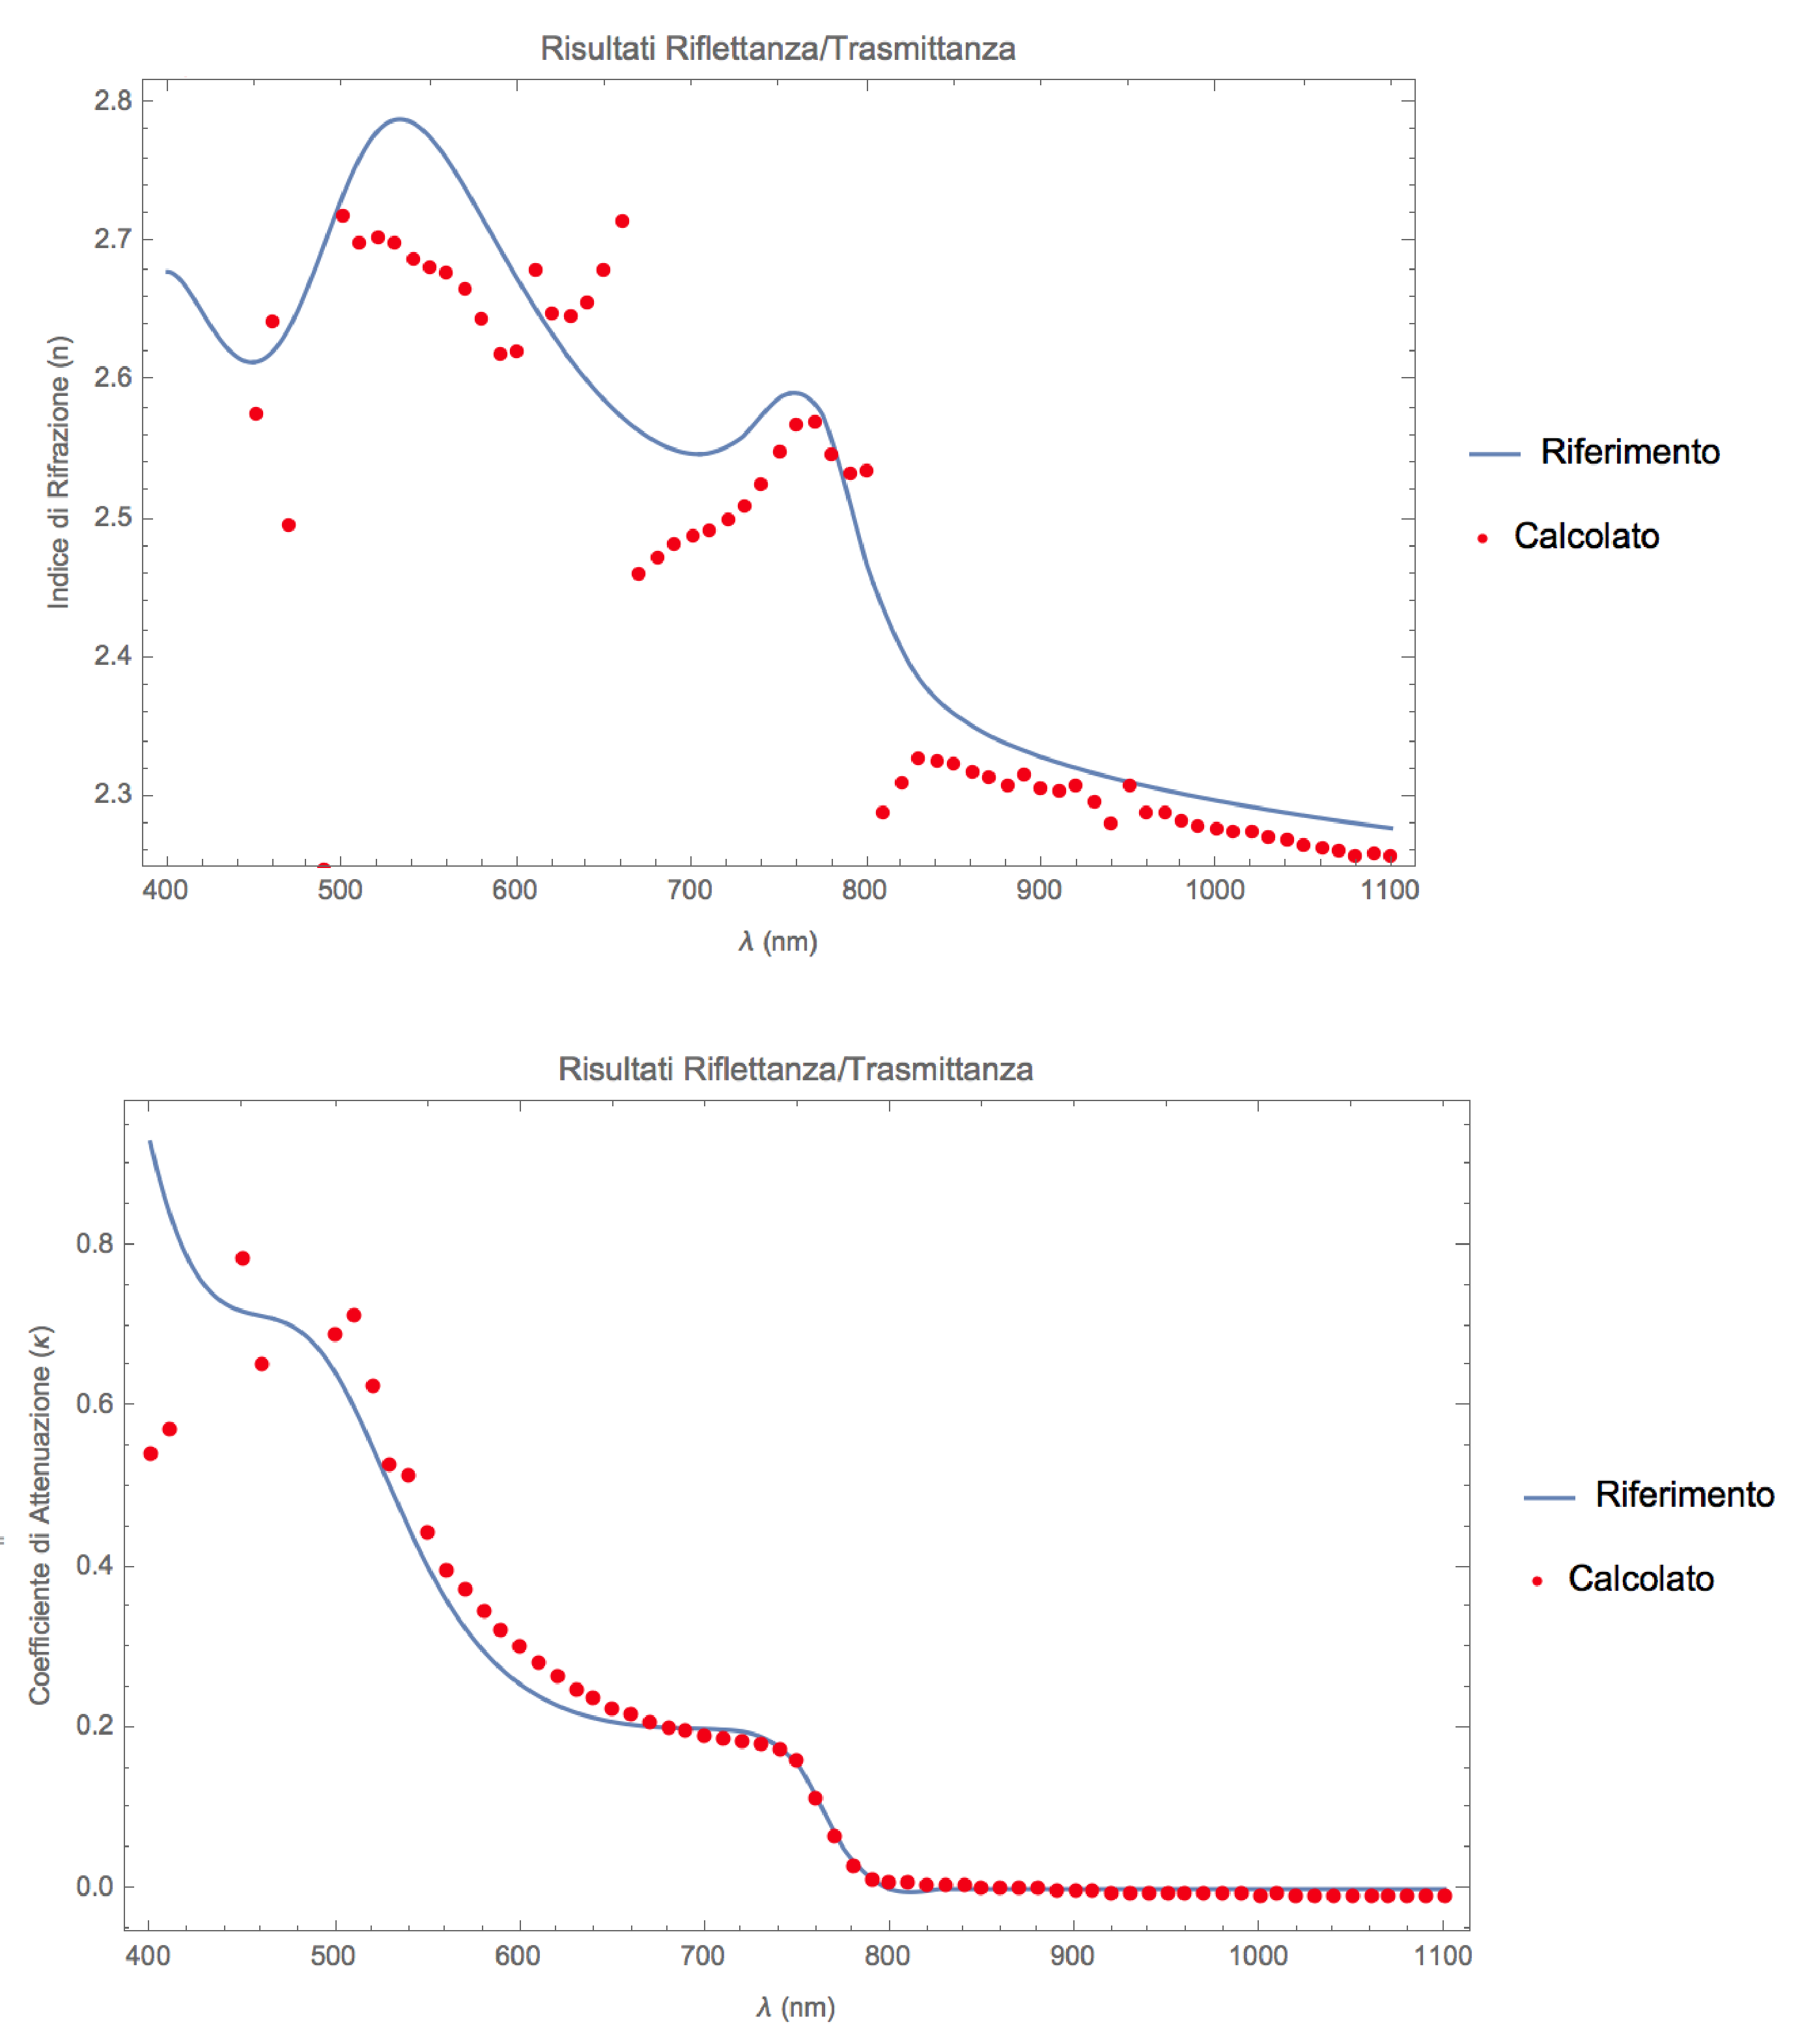 Risultati Riflettanza/Trasmittanza
2.8
2.7
2.6
2.5
2.4
2.3
Indice di Rifrazione (n)
400 500 600 700 800 900 1000 1100
λ (nm)
Riferimento
Calcolato
Risultati Riflettanza/Trasmittanza
0.8
0.6
0.4
0.2
0.0
Coefficiente di Attenuazione (κ)
400 500 600 700 800 900 1000 1100
λ (nm)
Riferimento
Calcolato